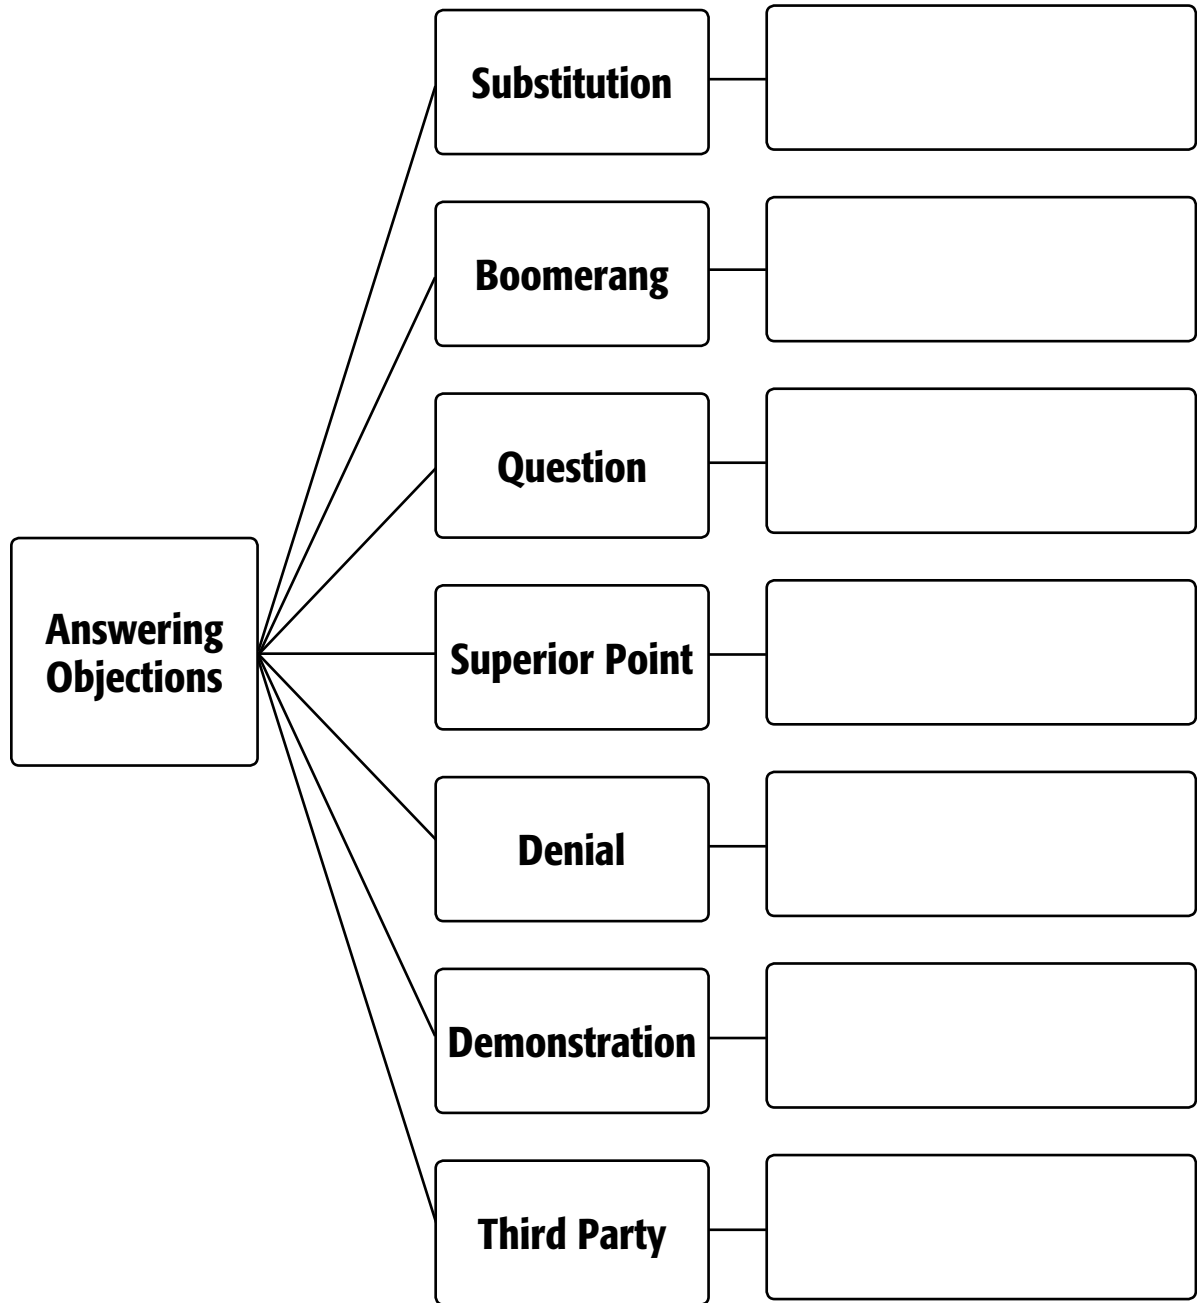 Answering
Objections
Substitution
Boomerang
Question
Superior Point
Denial
Demonstration
Third Party